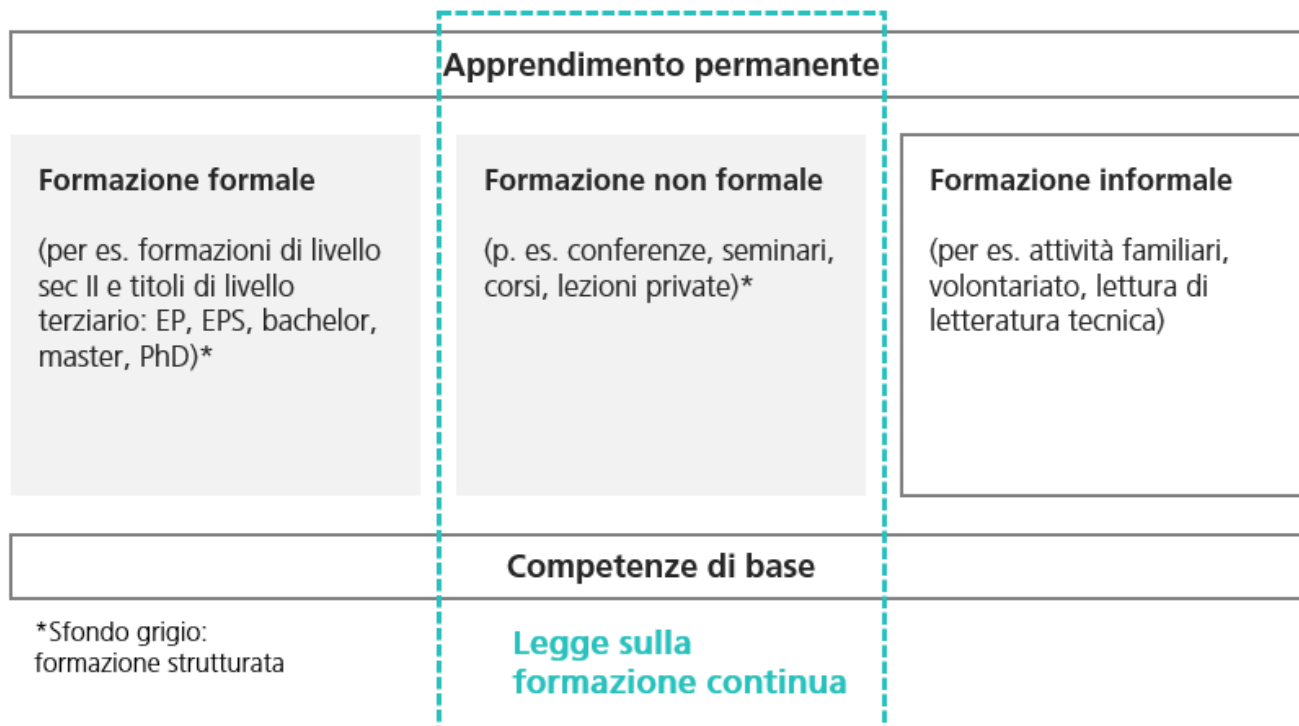 Apprendimento permanente
Formazione formale
(per es. formazioni di livello
sec II e titoli di livello
terziario: EP, EPS, bachelor,
master, PhD)*
Formazione non formale
(p. es. conferenze, seminari,
corsi, lezioni private)*
Formazione informale
(per es. attività familiari,
volontariato, lettura di
letteratura tecnica)
Competenze di base
*Sfondo grigio:
formazione strutturata
Legge sulla
formazione continua